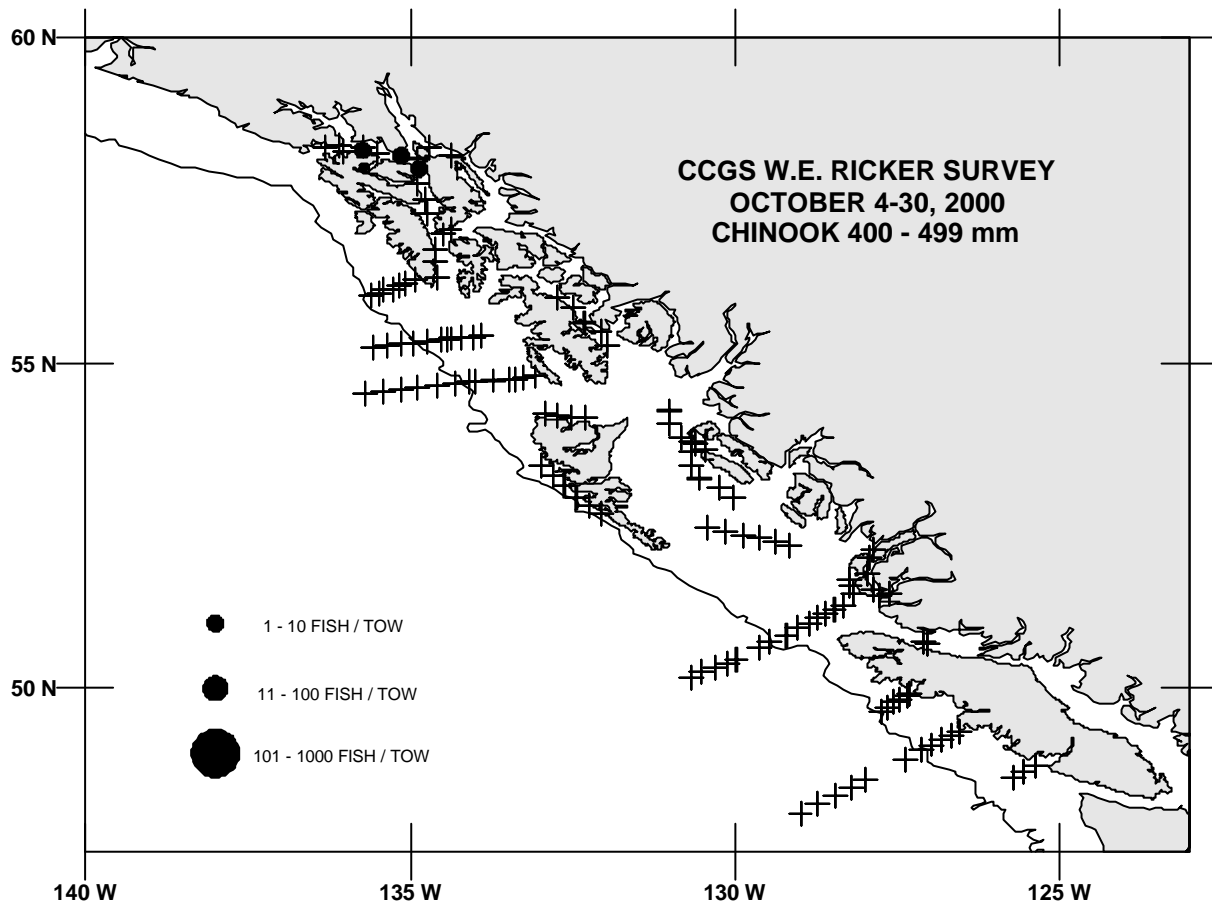 60 N
CCGS W.E. RICKER SURVEY
OCTOBER 4-30, 2000
CHINOOK 400 - 499 mm
55 N
1 - 10 FISH / TOW
50 N
11 - 100 FISH / TOW
101 - 1000 FISH / TOW
140 W
135 W
130 W
125 W